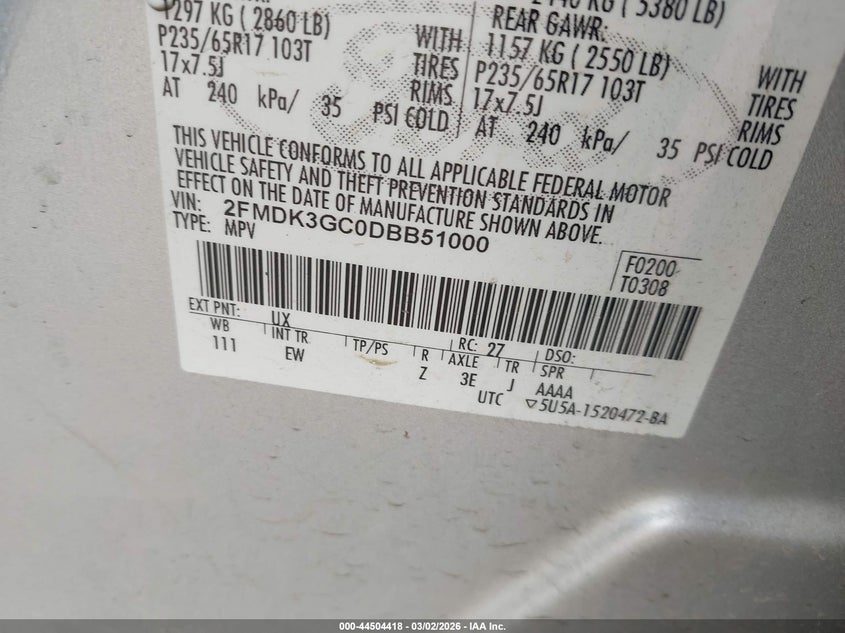 1297 KG ( 2860 LB) WITH
P235/65R17 103T TIRES
17x7.5J RIMS
AT 240 kPa/ 35 PSI COLD
( 5380 LB)
REAR GAWR:
1157 KG ( 2550 LB) WITH
P235/65R17 103T TIRES
17x7.5J RIMS
AT 240 kPa/ 35 PSI COLD
THIS VEHICLE CONFORMS TO ALL APPLICABLE FEDERAL MOTOR
VEHICLE SAFETY AND THEFT PREVENTION STANDARDS IN
EFFECT ON THE DATE OF MANUFACTURE SHOWN ABOVE.
VIN: 2FMDK3GC0DBB51000
TYPE: MPV
F0200
T0308
EXT PNT: UX RC: 27 DSO:
WB INT TR TP/PS R AXLE TR SPR
111 EW Z 3E J AAAA
UTC ▽5U5A-1520472-BA
000-44504418 - 03/02/2026 - IAA Inc.